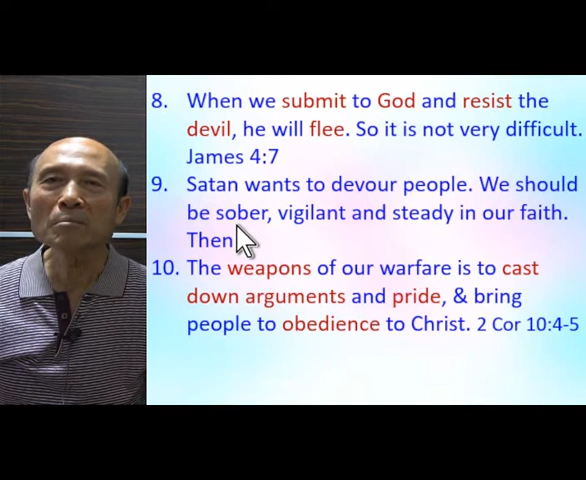 8. When we submit to God and resist the
devil, he will flee. So it is not very difficult.
James 4:7
9. Satan wants to devour people. We should
be sober, vigilant and steady in our faith.
Then
10. The weapons of our warfare is to cast
down arguments and pride, & bring
people to obedience to Christ. 2 Cor 10:4-5